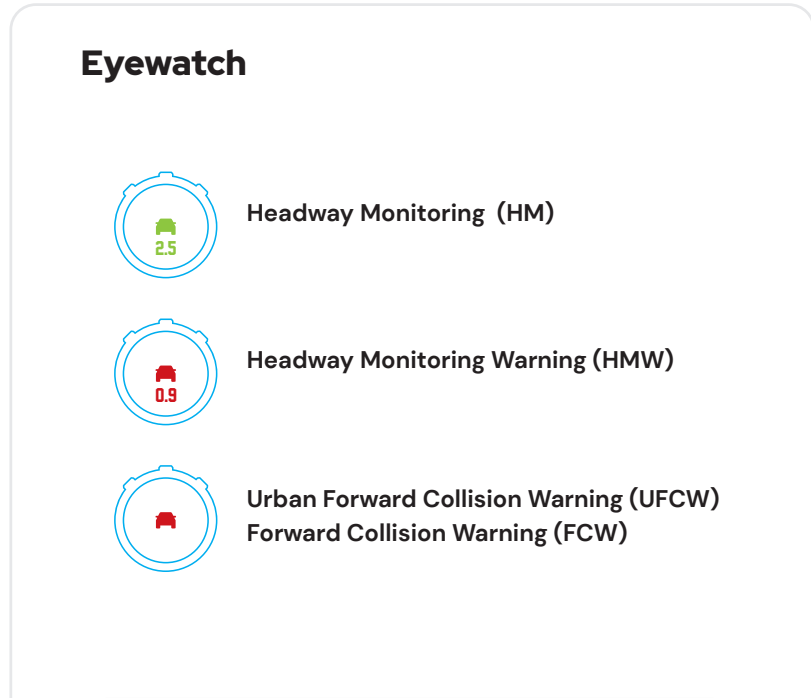 Eyewatch
2.5
Headway Monitoring (HM)
0.9
Headway Monitoring Warning (HMW)
Urban Forward Collision Warning (UFCW)
Forward Collision Warning (FCW)